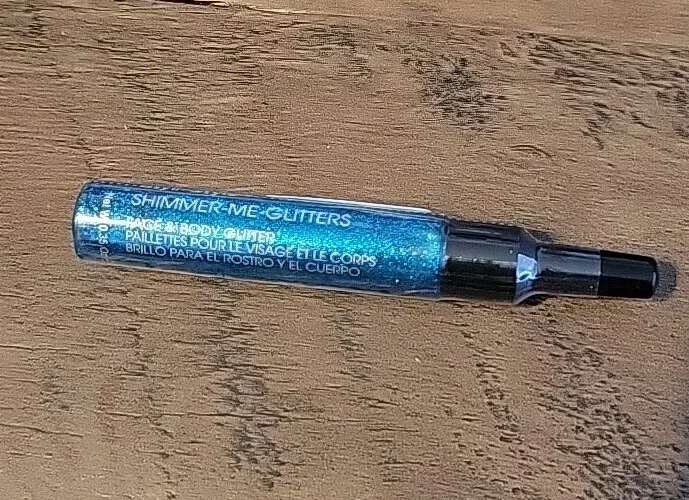 SHIMMER-ME-GLITTERS
FACE & BODY GLITTER
PAILLETTES POUR LE VISAGE ET LE CORPS
BRILLO PARA EL ROSTRO Y EL CUERPO